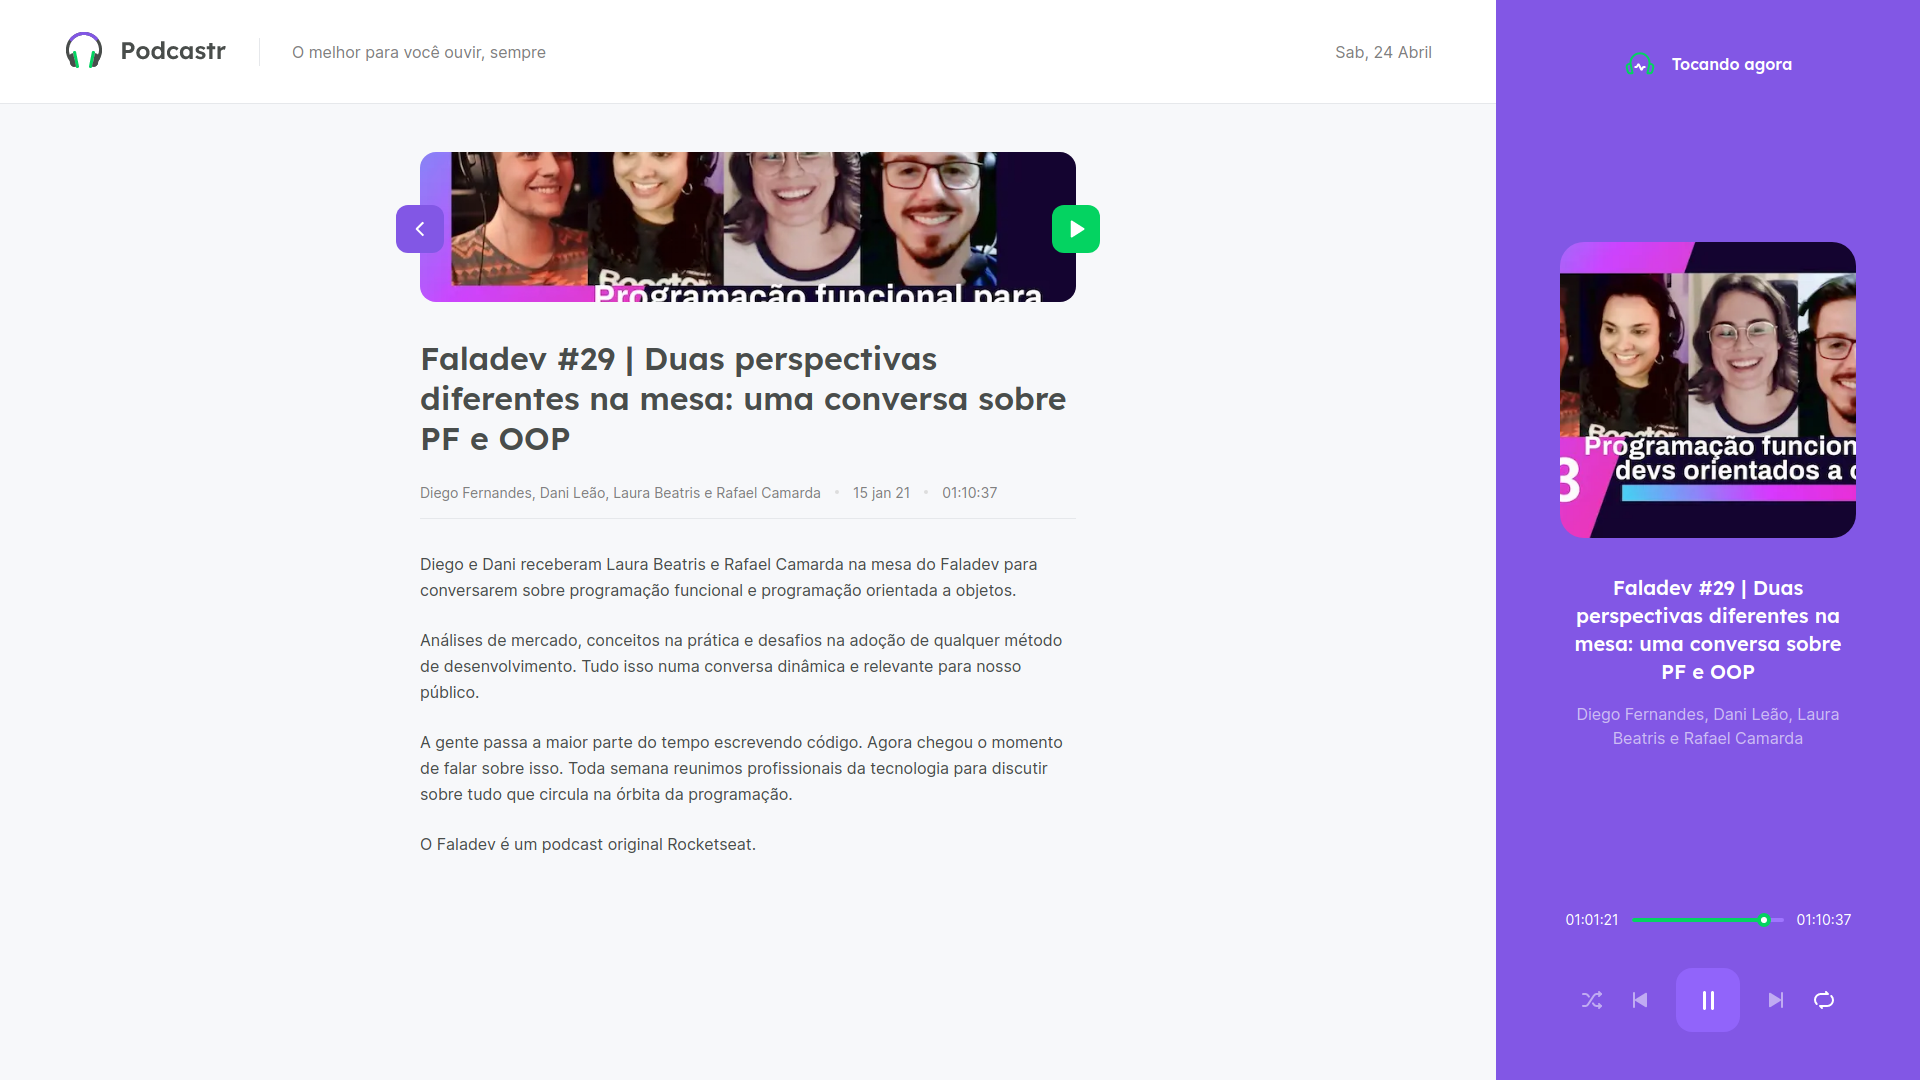 Podcastr
O melhor para você ouvir, sempre
Sab, 24 Abril
Programação funcional para
Faladev #29 | Duas perspectivas
diferentes na mesa: uma conversa sobre
PF e OOP
Diego Fernandes, Dani Leão, Laura Beatris e Rafael Camarda • 15 jan 21 • 01:10:37
Diego e Dani receberam Laura Beatris e Rafael Camarda na mesa do Faladev para
conversarem sobre programação funcional e programação orientada a objetos.
Análises de mercado, conceitos na prática e desafios na adoção de qualquer método
de desenvolvimento. Tudo isso numa conversa dinâmica e relevante para nosso
público.
A gente passa a maior parte do tempo escrevendo código. Agora chegou o momento
de falar sobre isso. Toda semana reunimos profissionais da tecnologia para discutir
sobre tudo que circula na órbita da programação.
O Faladev é um podcast original Rocketseat.
Tocando agora
Programação funcion
devs orientados a
3
Faladev #29 | Duas
perspectivas diferentes na
mesa: uma conversa sobre
PF e OOP
Diego Fernandes, Dani Leão, Laura
Beatris e Rafael Camarda
01:01:21
01:10:37